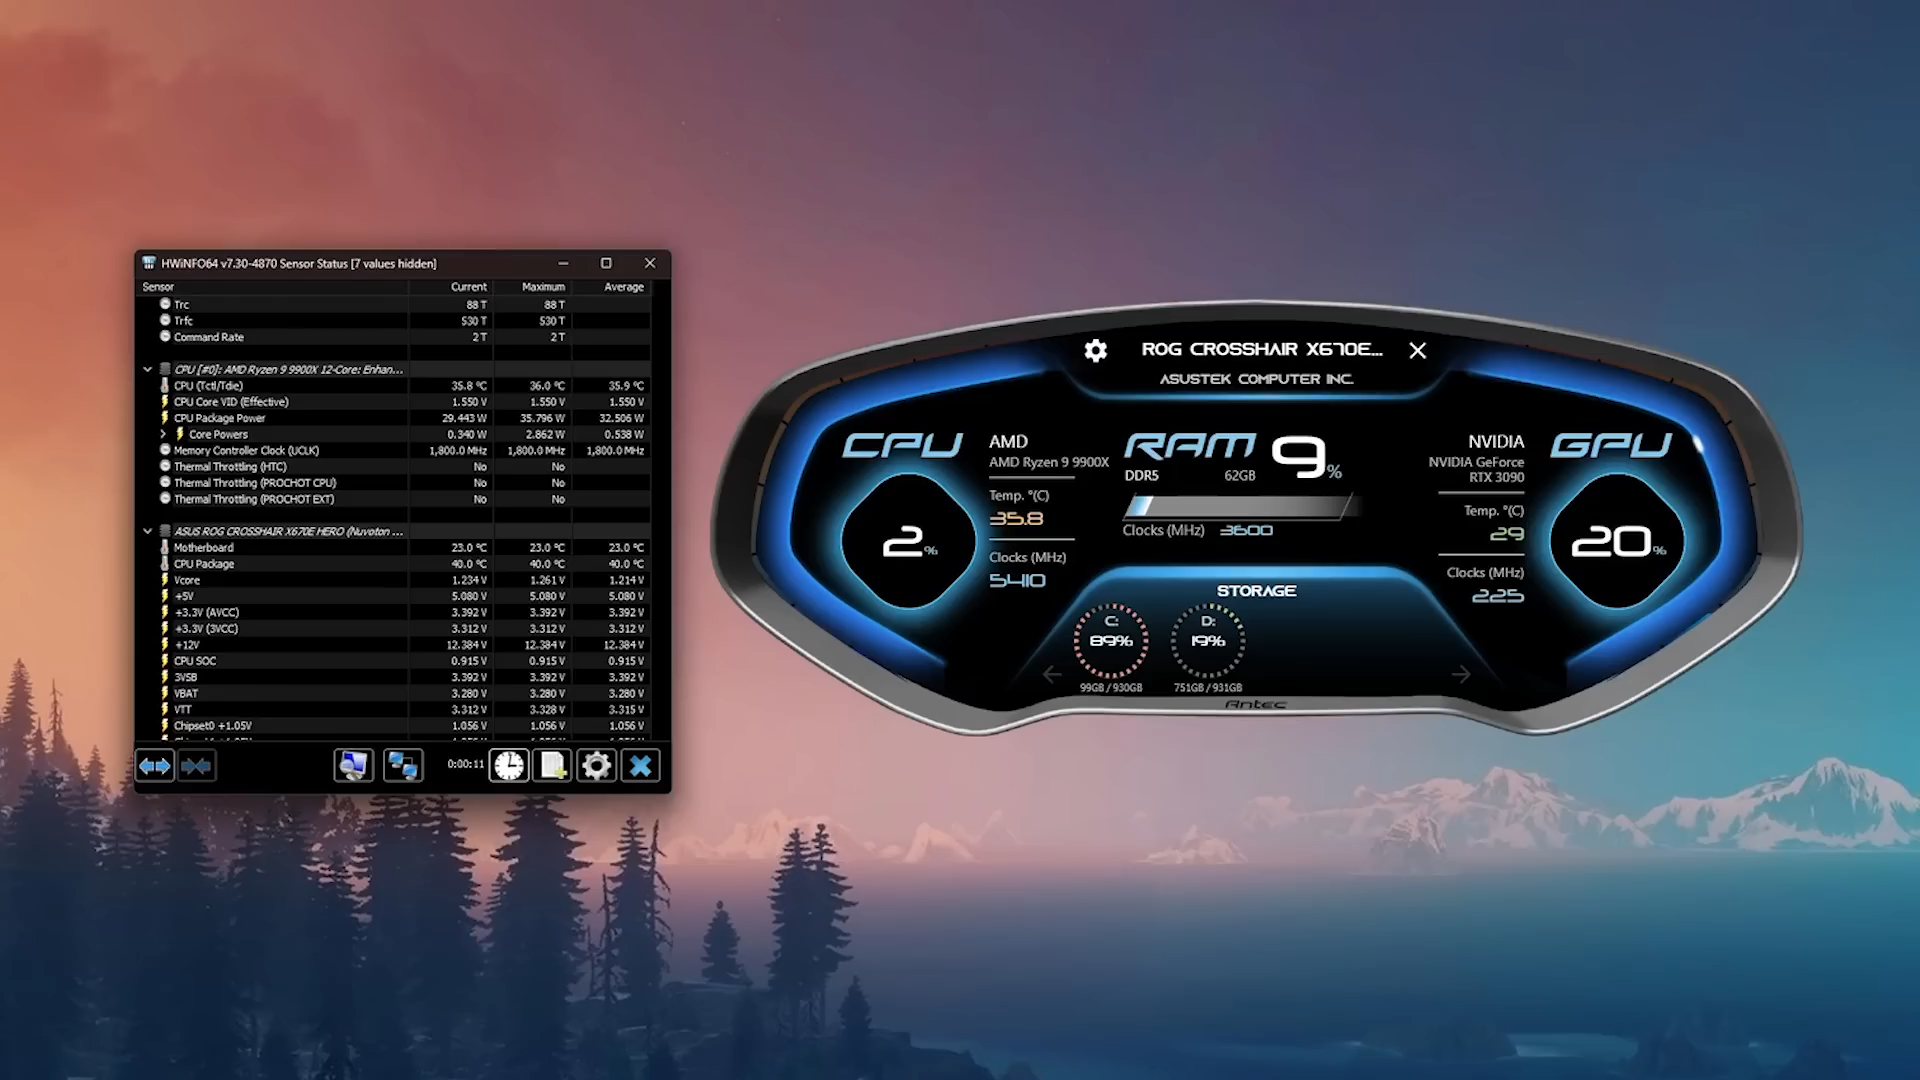 HWiNFO64 v7.30-4870 Sensor Status [7 values hidden]
Sensor Current Maximum Average
Trc 88 T 88 T
Trfc 530 T 530 T
Command Rate 2 T 2 T
CPU [#0]: AMD Ryzen 9 9900X 12-Core: Enhan...
CPU (Tctl/Tdie) 35.8 °C 36.0 °C 35.9 °C
CPU Core VID (Effective) 1.550 V 1.550 V 1.550 V
CPU Package Power 29.443 W 35.796 W 32.506 W
Core Powers 0.340 W 2.862 W 0.538 W
Memory Controller Clock (UCLK) 1,800.0 MHz 1,800.0 MHz 1,800.0 MHz
Thermal Throttling (HTC) No No
Thermal Throttling (PROCHOT CPU) No No
Thermal Throttling (PROCHOT EXT) No No
ASUS ROG CROSSHAIR X670E HERO (Nuvoton ...
Motherboard 23.0 °C 23.0 °C 23.0 °C
CPU Package 40.0 °C 40.0 °C 40.0 °C
Vcore 1.234 V 1.261 V 1.214 V
+5V 5.080 V 5.080 V 5.080 V
+3.3V (AVCC) 3.392 V 3.392 V 3.392 V
+3.3V (3VCC) 3.312 V 3.312 V 3.312 V
+12V 12.384 V 12.384 V 12.384 V
CPU SOC 0.915 V 0.915 V 0.915 V
3VSB 3.392 V 3.392 V 3.392 V
VBAT 3.280 V 3.280 V 3.280 V
VTT 3.312 V 3.328 V 3.315 V
Chipset0 +1.05V 1.056 V 1.056 V 1.056 V
0:00:11
ROG CROSSHAIR X670E...
ASUSTEK COMPUTER INC.
CPU
2%
AMD
AMD Ryzen 9 9900X
Temp. °(C)
35.8
Clocks (MHz)
5410
RAM 9%
DDR5 62GB
Clocks (MHz) 3600
NVIDIA
NVIDIA GeForce
RTX 3090
Temp. °(C)
29
Clocks (MHz)
225
GPU
20%
STORAGE
C: D:
89% 19%
99GB / 930GB 751GB / 931GB
Antec